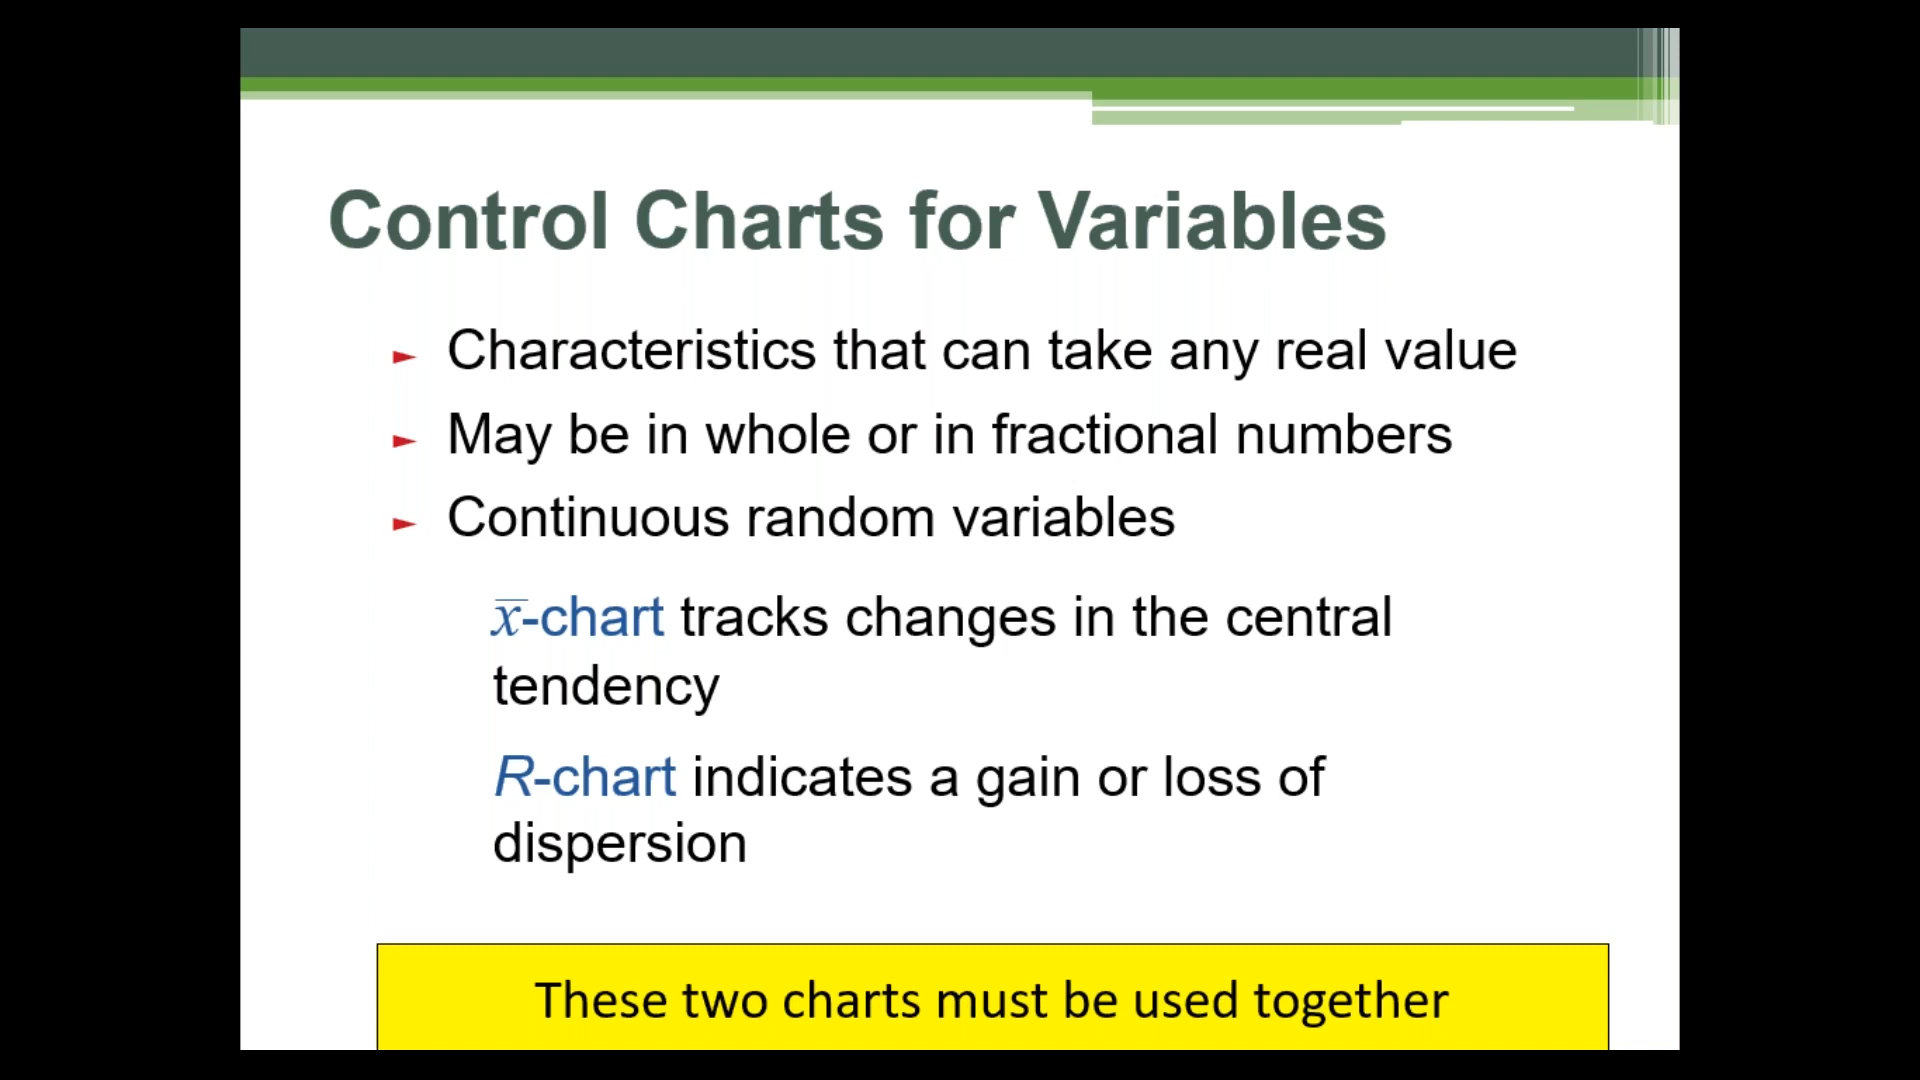 Control Charts for Variables
► Characteristics that can take any real value
► May be in whole or in fractional numbers
► Continuous random variables
x̅-chart tracks changes in the central
tendency
R-chart indicates a gain or loss of
dispersion
These two charts must be used together